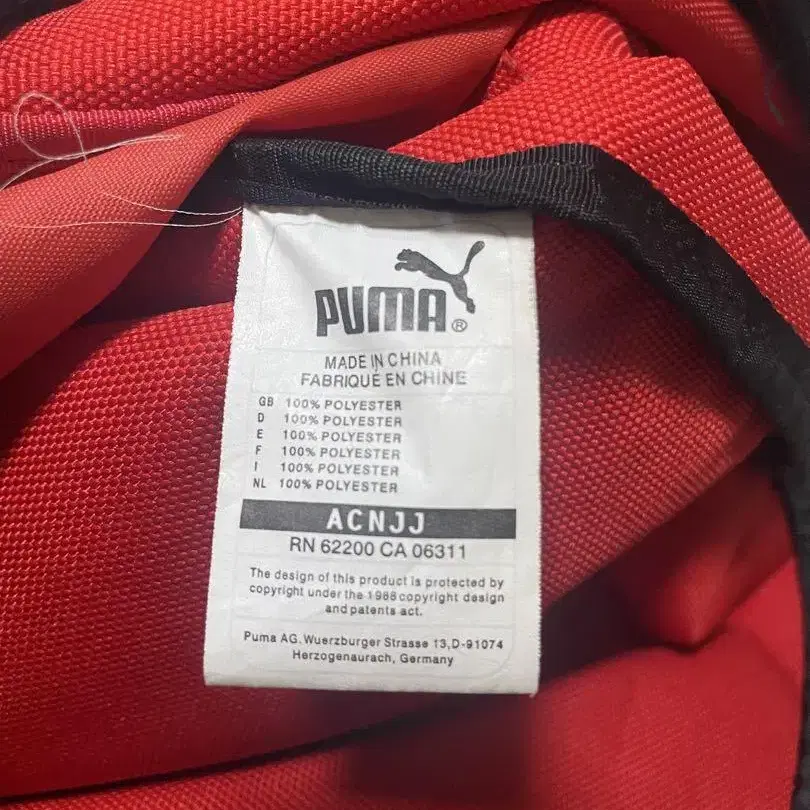 PUMA®
MADE IN CHINA
FABRIQUE EN CHINE
GB 100% POLYESTER
D 100% POLYESTER
E 100% POLYESTER
F 100% POLYESTER
I 100% POLYESTER
NL 100% POLYESTER
ACNJJ
RN 62200 CA 06311
The design of this product is protected by
copyright under the 1988 copyright design
and patents act.
Puma AG. Wuerzburger Strasse 13,D-91074
Herzogenaurach, Germany